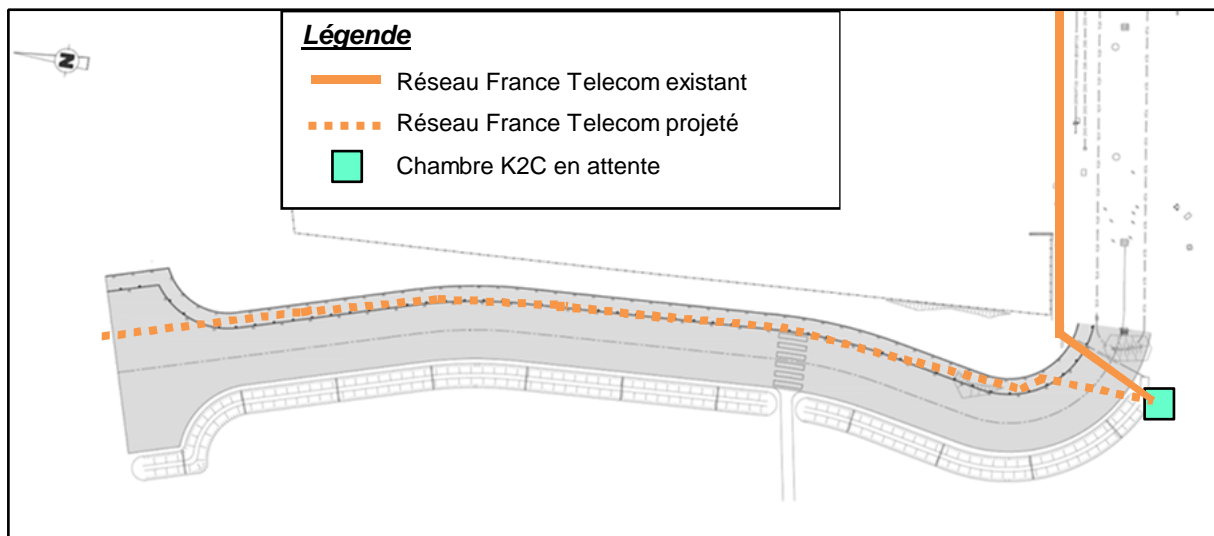 N
Légende
Réseau France Telecom existant
Réseau France Telecom projeté
Chambre K2C en attente